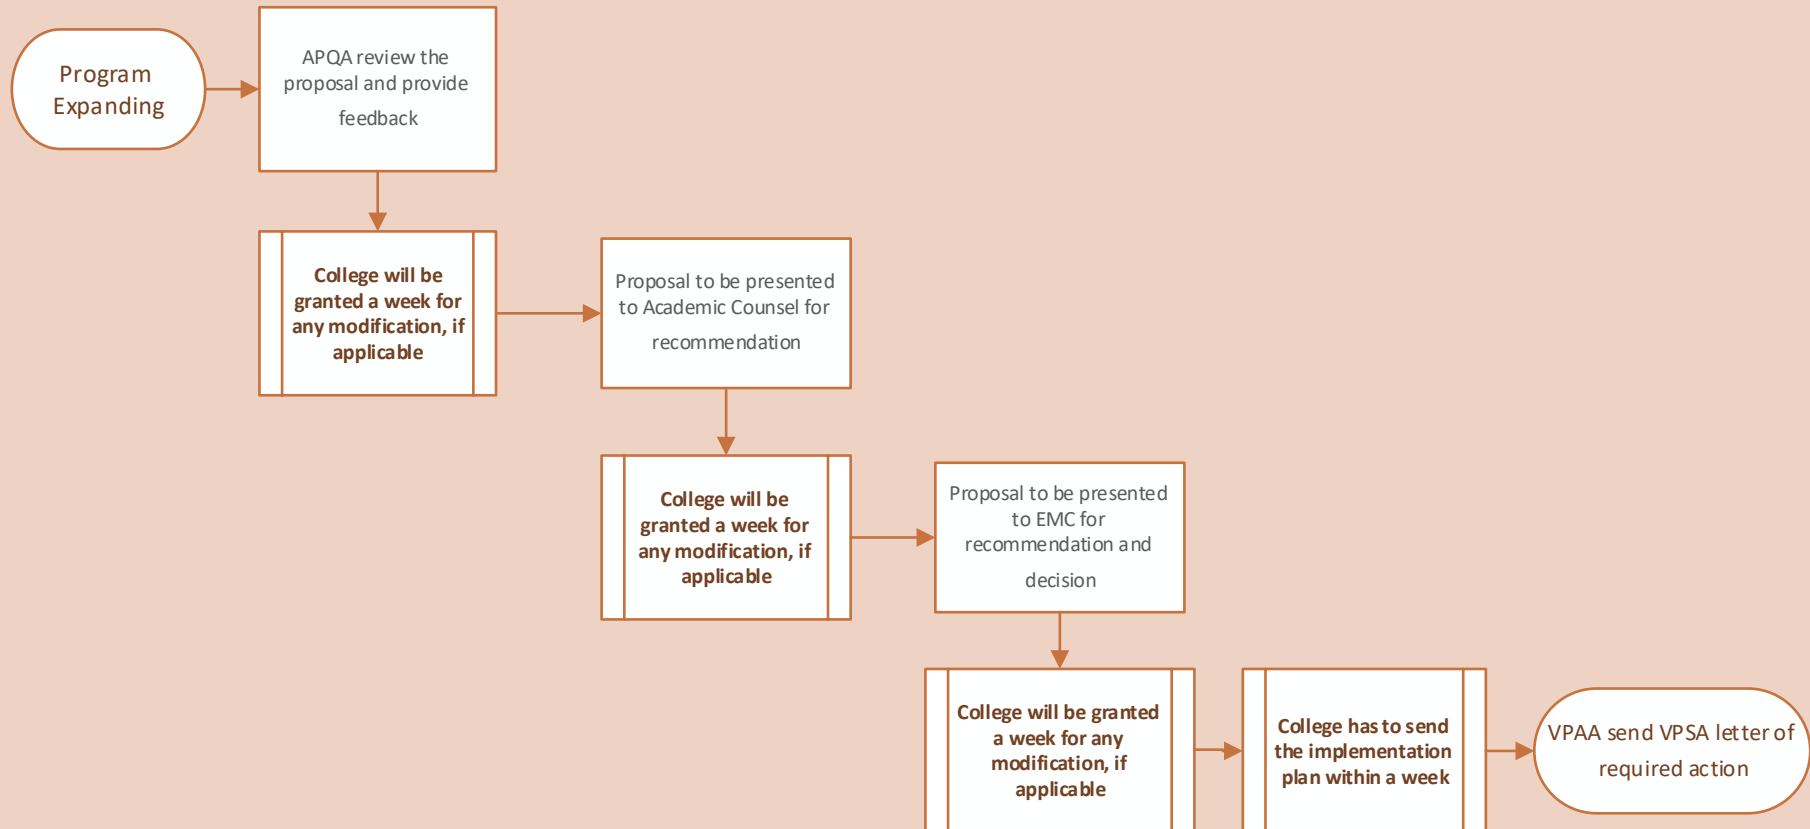 Program
Expanding
APQA review the
proposal and provide
feedback
College will be
granted a week for
any modification, if
applicable
Proposal to be presented
to Academic Counsel for
recommendation
College will be
granted a week for
any modification, if
applicable
Proposal to be presented
to EMC for
recommendation and
decision
College will be granted
a week for any
modification, if
applicable
College has to send
the implementation
plan within a week
VPAA send VPSA letter of
required action